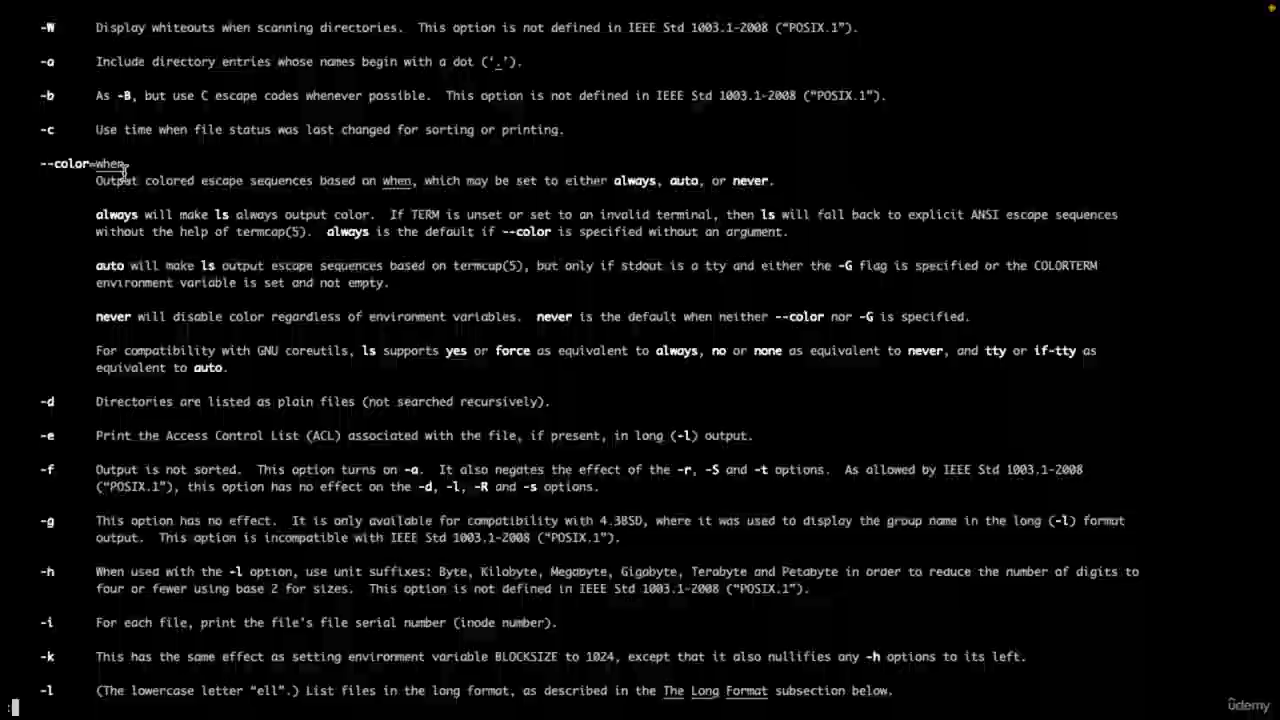 -W Display whiteouts when scanning directories. This option is not defined in IEEE Std 1003.1-2008 (“POSIX.1”).
-a Include directory entries whose names begin with a dot (‘.’).
-b As -B, but use C escape codes whenever possible. This option is not defined in IEEE Std 1003.1-2008 (“POSIX.1”).
-c Use time when file status was last changed for sorting or printing.
--color=when
Output colored escape sequences based on when, which may be set to either always, auto, or never.
always will make ls always output color. If TERM is unset or set to an invalid terminal, then ls will fall back to explicit ANSI escape sequences
without the help of termcap(5). always is the default if --color is specified without an argument.
auto will make ls output escape sequences based on termcap(5), but only if stdout is a tty and either the -G flag is specified or the COLORTERM
environment variable is set and not empty.
never will disable color regardless of environment variables. never is the default when neither --color nor -G is specified.
For compatibility with GNU coreutils, ls supports yes or force as equivalent to always, no or none as equivalent to never, and tty or if-tty as
equivalent to auto.
-d Directories are listed as plain files (not searched recursively).
-e Print the Access Control List (ACL) associated with the file, if present, in long (-l) output.
-f Output is not sorted. This option turns on -a. It also negates the effect of the -r, -S and -t options. As allowed by IEEE Std 1003.1-2008
(“POSIX.1”), this option has no effect on the -d, -l, -R and -s options.
-g This option has no effect. It is only available for compatibility with 4.3BSD, where it was used to display the group name in the long (-l) format
output. This option is incompatible with IEEE Std 1003.1-2008 (“POSIX.1”).
-h When used with the -l option, use unit suffixes: Byte, Kilobyte, Megabyte, Gigabyte, Terabyte and Petabyte in order to reduce the number of digits to
four or fewer using base 2 for sizes. This option is not defined in IEEE Std 1003.1-2008 (“POSIX.1”).
-i For each file, print the file's file serial number (inode number).
-k This has the same effect as setting environment variable BLOCKSIZE to 1024, except that it also nullifies any -h options to its left.
-l (The lowercase letter “ell”.) List files in the long format, as described in the The Long Format subsection below.
:
ûdemy